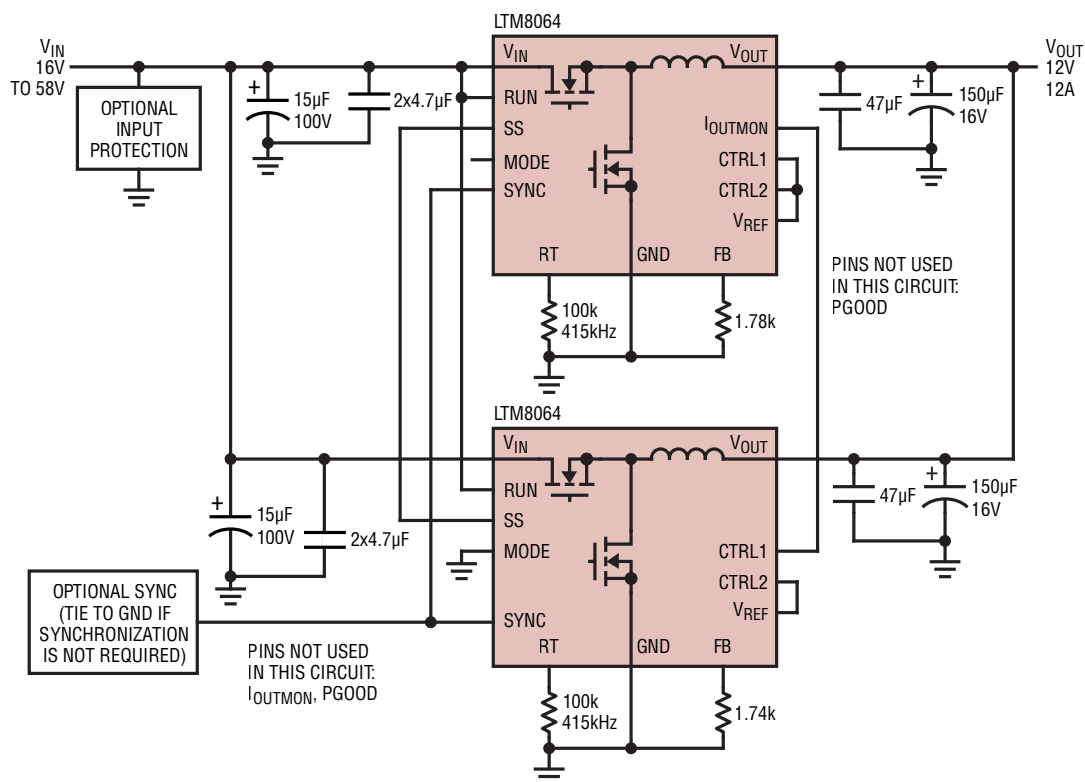 LTM8064
VIN
16V
TO 58V
OPTIONAL
INPUT
PROTECTION
15µF
100V
2x4.7µF
VIN
RUN
SS
MODE
SYNC
RT
GND
FB
VOUT
IOUTMON
CTRL1
CTRL2
VREF
+
47µF
+
150µF
16V
VOUT
12V
12A
PINS NOT USED
IN THIS CIRCUIT:
PGOOD
100k
415kHz
1.78k
LTM8064
VIN
RUN
SS
MODE
SYNC
RT
GND
FB
VOUT
CTRL1
CTRL2
VREF
+
15µF
100V
2x4.7µF
47µF
+
150µF
16V
OPTIONAL SYNC
(TIE TO GND IF
SYNCHRONIZATION
IS NOT REQUIRED)
PINS NOT USED
IN THIS CIRCUIT:
IOUTMON, PGOOD
100k
415kHz
1.74k